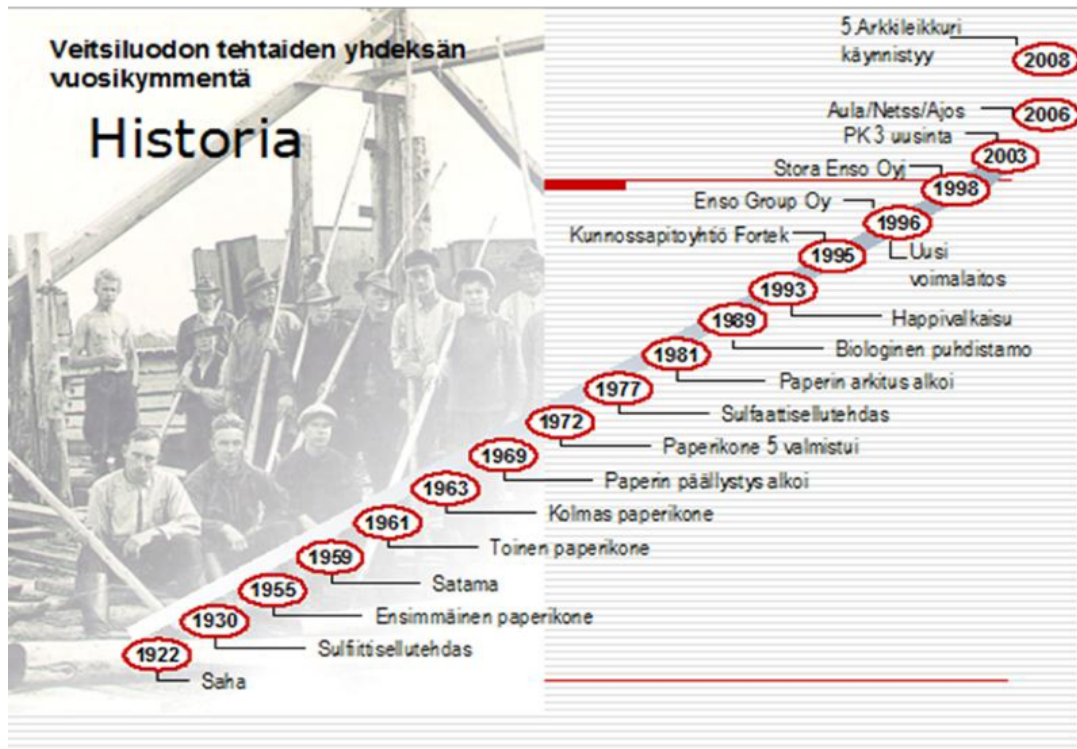 Veitsiluodon tehtaiden yhdeksän
vuosikymmentä
Historia
5.Arkkileikkuri
käynnistyy
2008
Aula/Netss/Ajos
2006
PK 3 uusinta
2003
Stora Enso Oyj
1998
Enso Group Oy
1996
Uusi
voimalaitos
Kunnossapitoyhtiö Fortek
1995
1993
Happivalkaisu
1989
Biologinen puhdistamo
1981
Paperin arkitus alkoi
1977
Sulfaattisellutehdas
1972
Paperikone 5 valmistui
1969
Paperin päällystys alkoi
1963
Kolmas paperikone
1961
Toinen paperikone
1959
Satama
1955
Ensimmäinen paperikone
1930
Sulfiittisellutehdas
1922
Saha